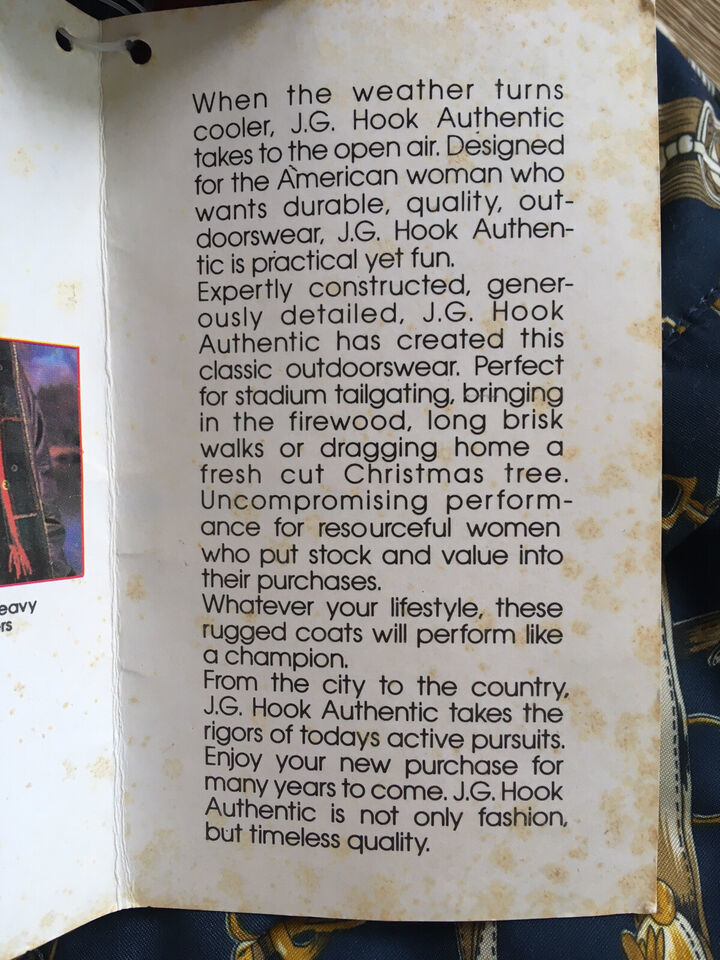 eavy
rs
When the weather turns
cooler, J.G. Hook Authentic
takes to the open air. Designed
for the American woman who
wants durable, quality, out-
doorswear, J.G. Hook Authen-
tic is practical yet fun.
Expertly constructed, gener-
ously detailed, J.G. Hook
Authentic has created this
classic outdoorswear. Perfect
for stadium tailgating, bringing
in the firewood, long brisk
walks or dragging home a
fresh cut Christmas tree.
Uncompromising perform-
ance for resourceful women
who put stock and value into
their purchases.
Whatever your lifestyle, these
rugged coats will perform like
a champion.
From the city to the country,
J.G. Hook Authentic takes the
rigors of todays active pursuits.
Enjoy your new purchase for
many years to come. J.G. Hook
Authentic is not only fashion,
but timeless quality.